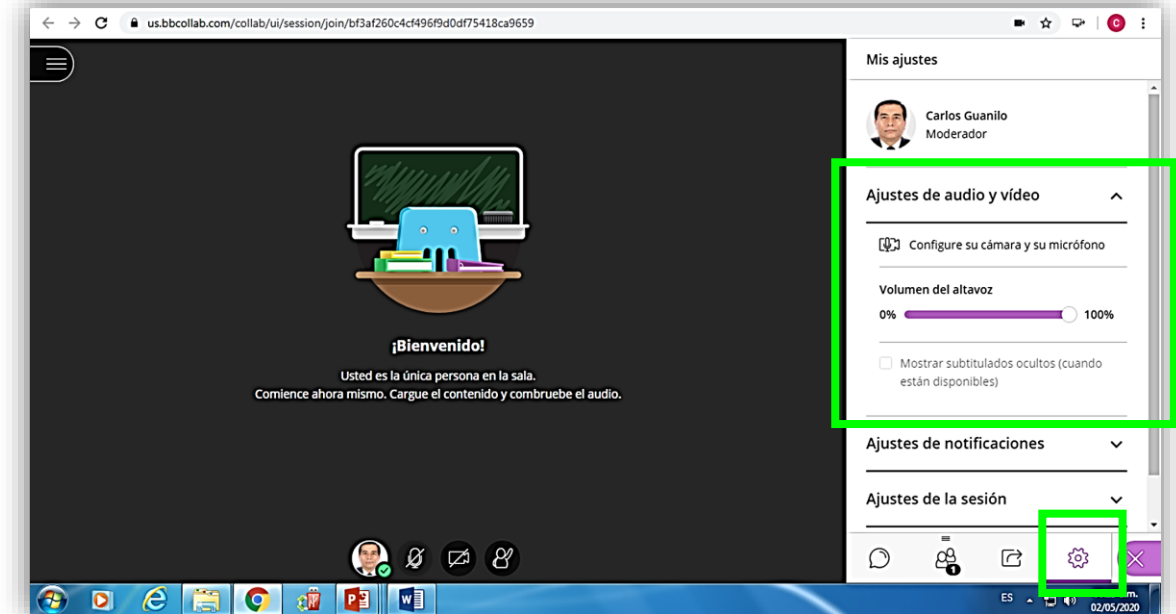 us.bbcollab.com/collab/ui/session/join/bf3af260c4cf496f9d0df75418ca9659
C
Mis ajustes
Carlos Guanilo
Moderador
Ajustes de audio y vídeo
Configure su cámara y su micrófono
Volumen del altavoz
0% 100%
Mostrar subtitulados ocultos (cuando
están disponibles)
¡Bienvenido!
Usted es la única persona en la sala.
Comience ahora mismo. Cargue el contenido y combruebe el audio.
Ajustes de notificaciones
Ajustes de la sesión
1
ES
m.
02/05/2020